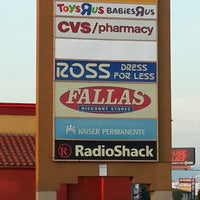 TOYSRUS BABIESRUS
CVS/pharmacy
ROSS DRESS FOR LESS
FALLAS
DISCOUNT STORES
KAISER PERMANENTE
R RadioShack